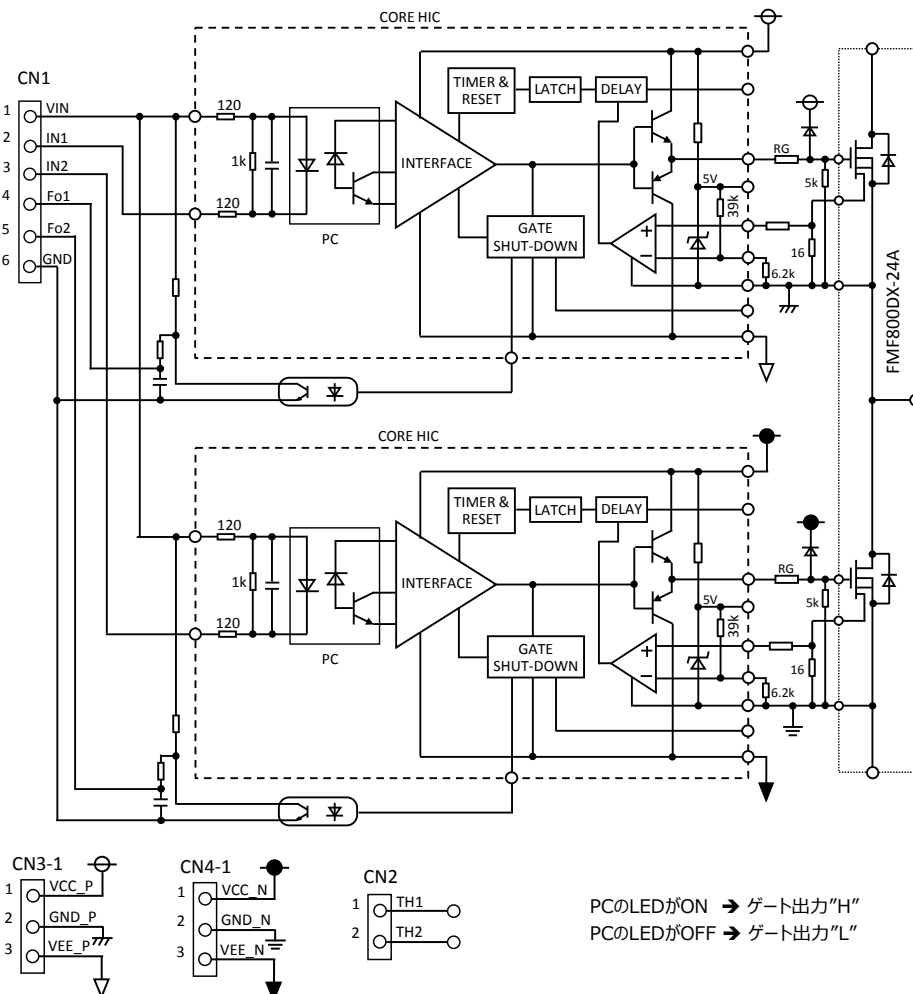 CORE HIC
CN1
1 VIN
2 IN1
3 IN2
4 Fo1
5 Fo2
6 GND
120
1k
120
PC
INTERFACE
TIMER &
RESET
LATCH
DELAY
GATE
SHUT-DOWN
5V
39k
+
−
6.2k
RG
5k
16
FMF800DX-24A
CORE HIC
120
1k
120
PC
INTERFACE
TIMER &
RESET
LATCH
DELAY
GATE
SHUT-DOWN
5V
39k
+
−
6.2k
RG
5k
16
CN3-1
1 VCC_P
2 GND_P
3 VEE_P
CN4-1
1 VCC_N
2 GND_N
3 VEE_N
CN2
1 TH1
2 TH2
PCのLEDがON ➔ ゲート出力"H"
PCのLEDがOFF ➔ ゲート出力"L"